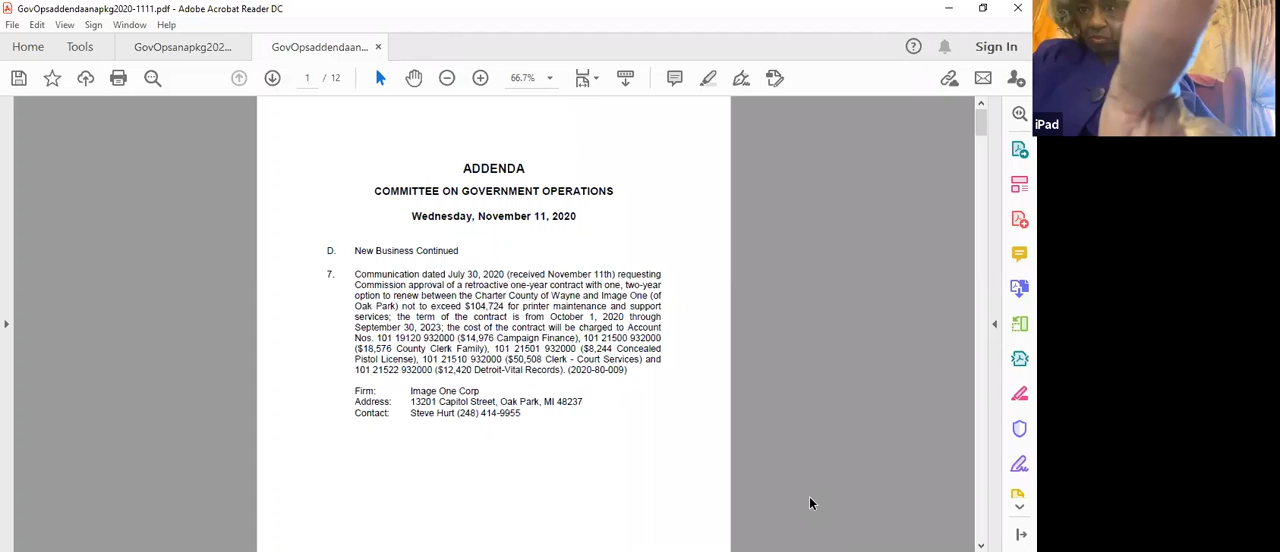 GovOpsaddendaanapkg2020-1111.pdf - Adobe Acrobat Reader DC
File Edit View Sign Window Help
Home Tools GovOpsanapkg202... GovOpsaddendaan... × Sign In
1 / 12 66.7%
iPad
ADDENDA
COMMITTEE ON GOVERNMENT OPERATIONS
Wednesday, November 11, 2020
D. New Business Continued
7. Communication dated July 30, 2020 (received November 11th) requesting
Commission approval of a retroactive one-year contract with one, two-year
option to renew between the Charter County of Wayne and Image One (of
Oak Park) not to exceed $104,724 for printer maintenance and support
services; the term of the contract is from October 1, 2020 through
September 30, 2023; the cost of the contract will be charged to Account
Nos. 101 19120 932000 ($14,976 Campaign Finance), 101 21500 932000
($18,576 County Clerk Family), 101 21501 932000 ($8,244 Concealed
Pistol License), 101 21510 932000 ($50,508 Clerk - Court Services) and
101 21522 932000 ($12,420 Detroit-Vital Records). (2020-80-009)
Firm: Image One Corp
Address: 13201 Capitol Street, Oak Park, MI 48237
Contact: Steve Hurt (248) 414-9955